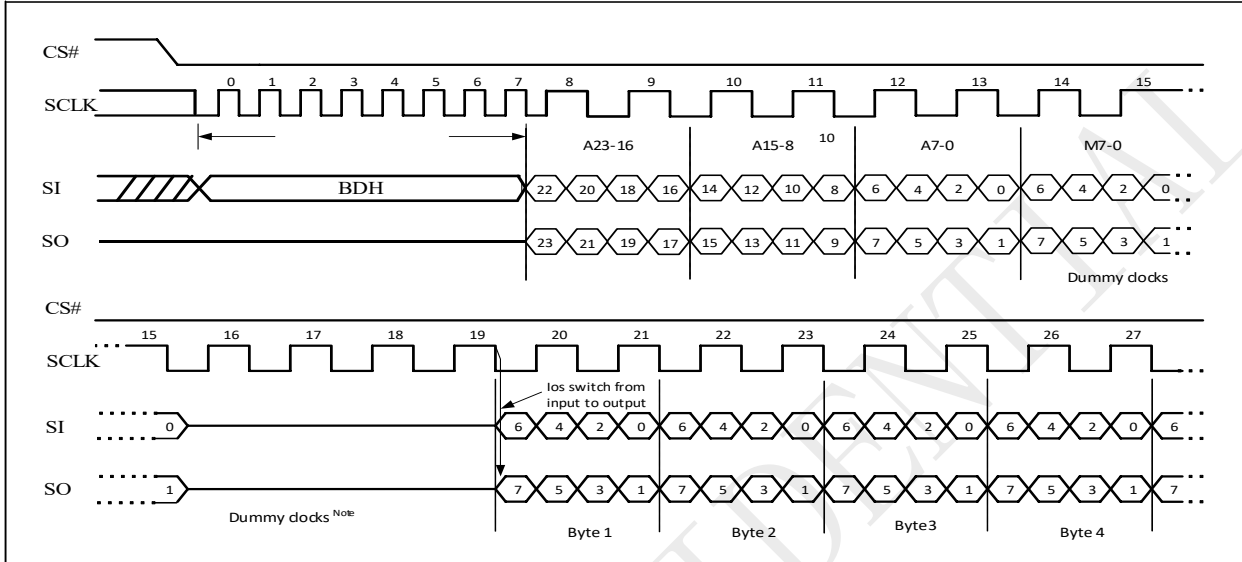 CS#
0 1 2 3 4 5 6 7 8 9 10 11 12 13 14 15
SCLK
A23-16 A15-8 10 A7-0 M7-0
SI BDH 22 20 18 16 14 12 10 8 6 4 2 0 6 4 2 0
SO 23 21 19 17 15 13 11 9 7 5 3 1 7 5 3 1
Dummy clocks
CS#
15 16 17 18 19 20 21 22 23 24 25 26 27
SCLK
Ios switch from
input to output
SI 0 6 4 2 0 6 4 2 0 6 4 2 0 6 4 2 0 6
SO 1 7 5 3 1 7 5 3 1 7 5 3 1 7 5 3 1 7
Dummy clocks Note
Byte 1 Byte 2 Byte3 Byte 4
DENTIAL